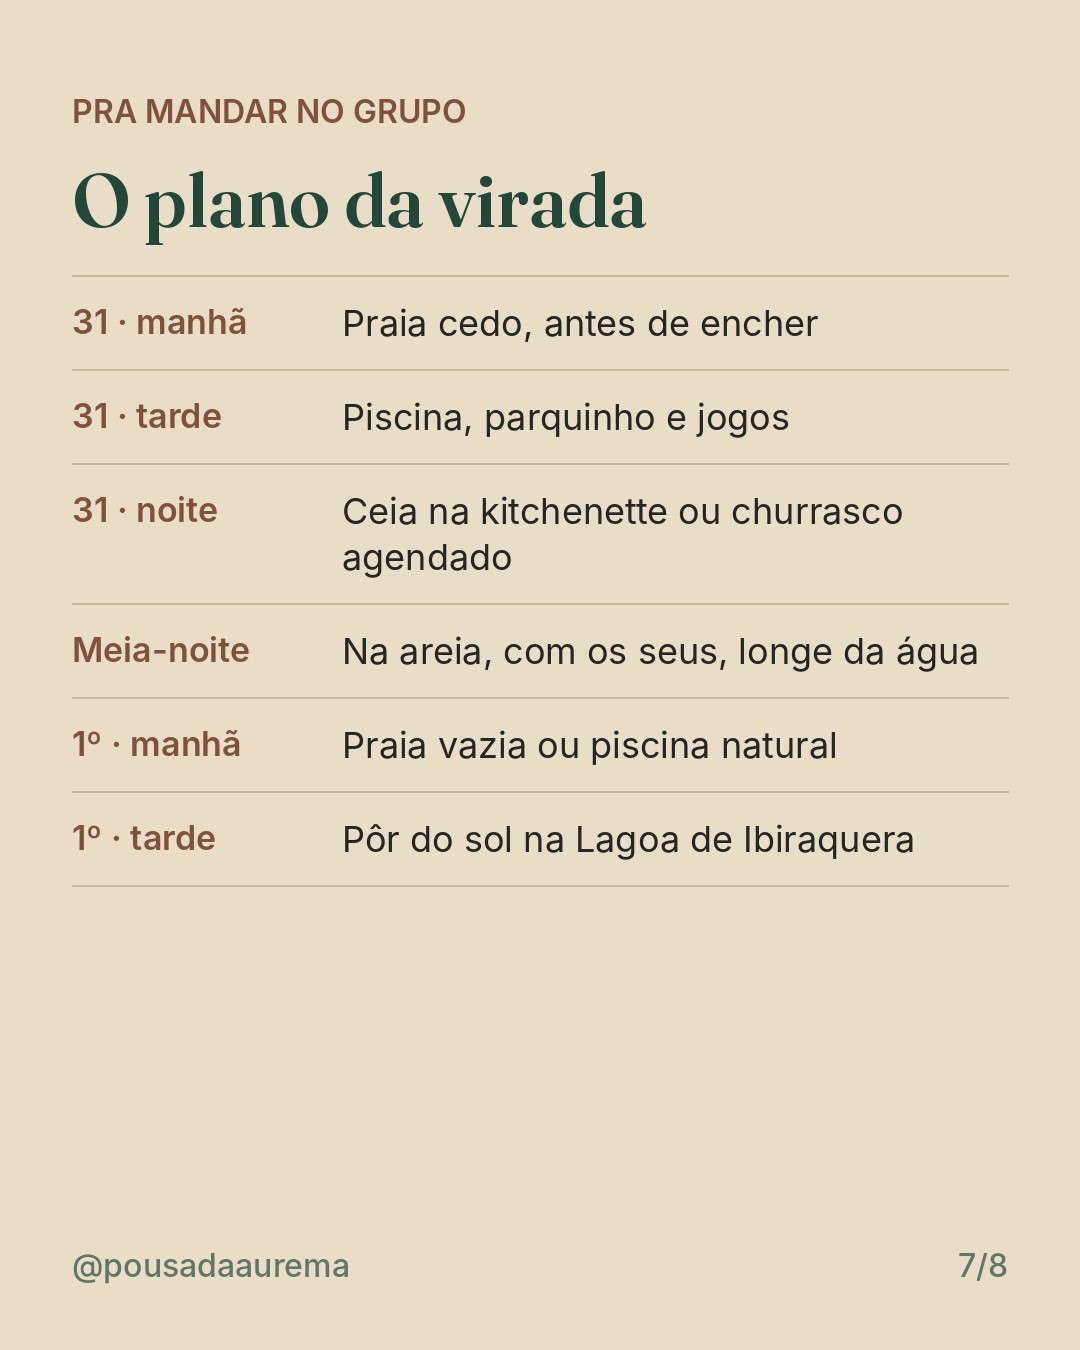 PRA MANDAR NO GRUPO
O plano da virada
31 · manhã Praia cedo, antes de encher
31 · tarde Piscina, parquinho e jogos
31 · noite Ceia na kitchenette ou churrasco
agendado
Meia-noite Na areia, com os seus, longe da água
1º · manhã Praia vazia ou piscina natural
1º · tarde Pôr do sol na Lagoa de Ibiraquera
@pousadaaurema 7/8